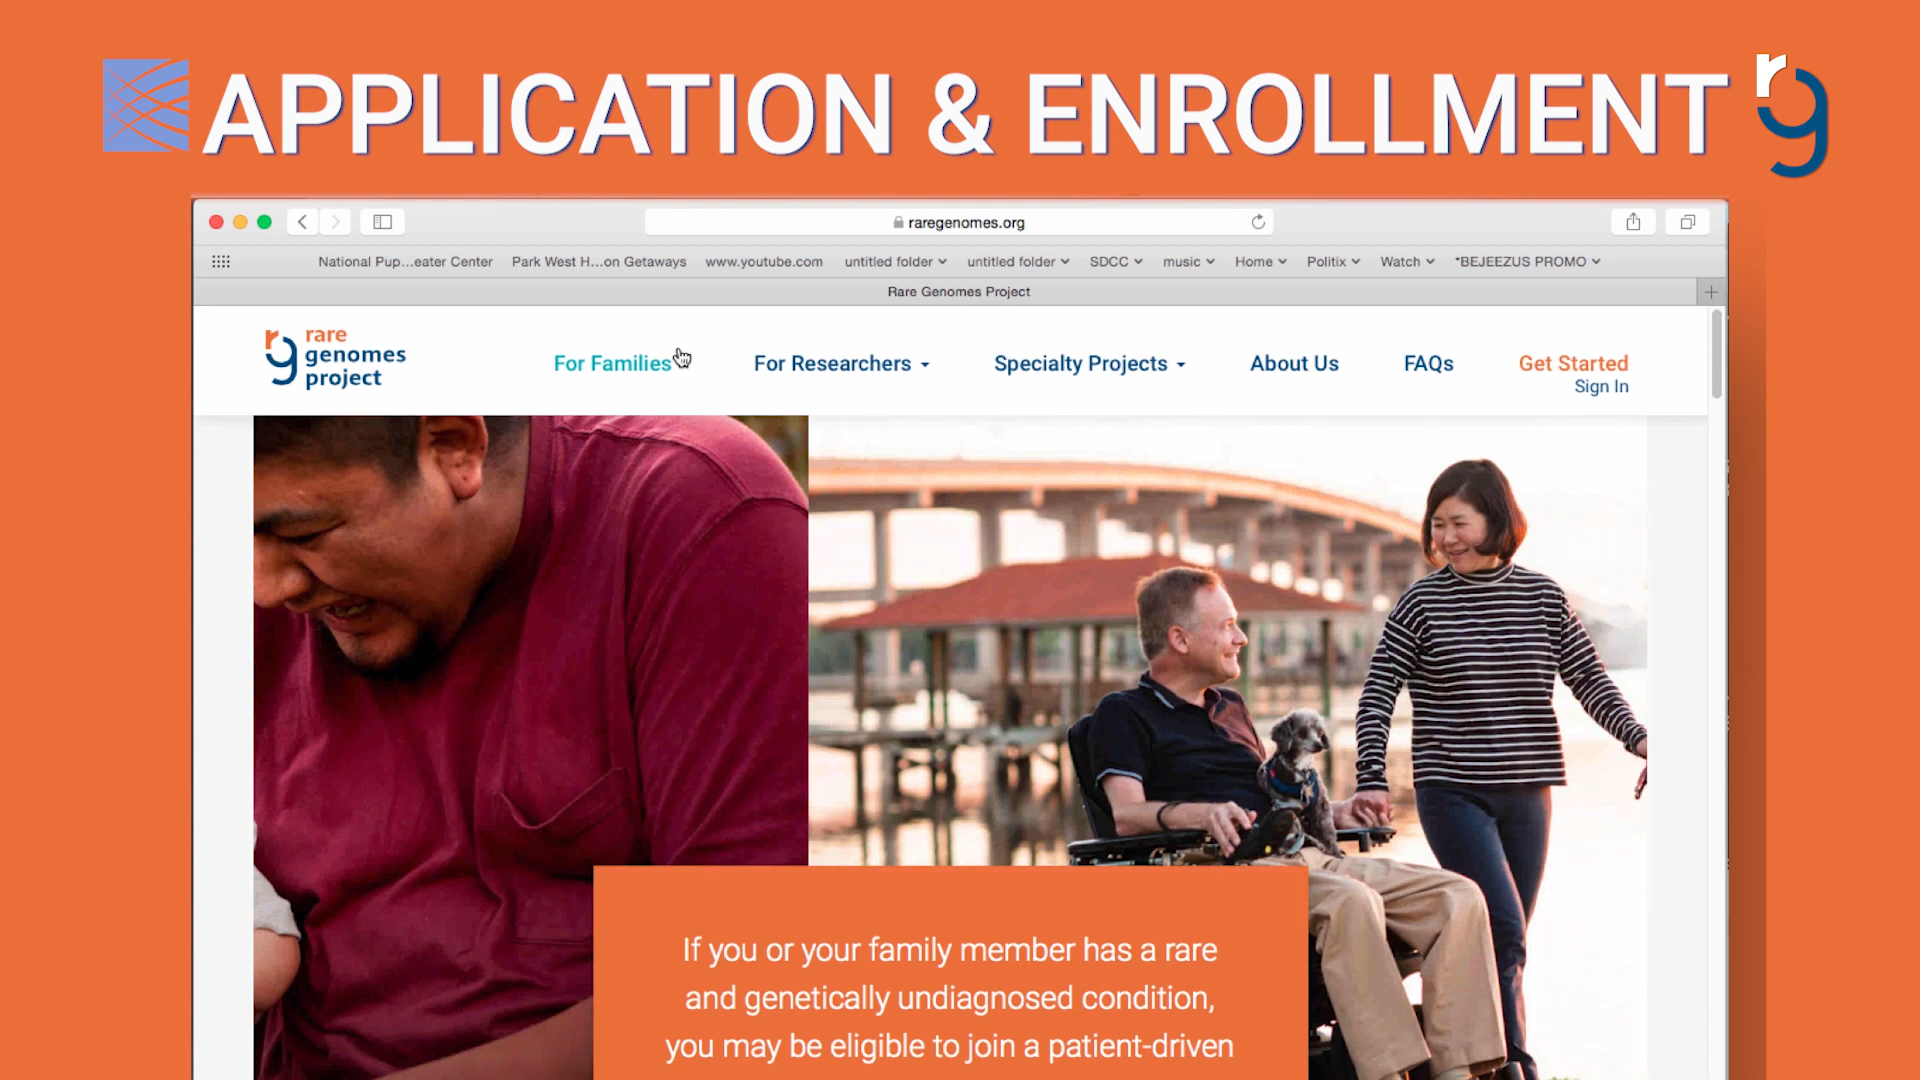 APPLICATION & ENROLLMENT
rg
raregenomes.org
National Pup...eater Center Park West H...on Getaways www.youtube.com untitled folder untitled folder SDCC music Home Politix Watch *BEJEEZUS PROMO
Rare Genomes Project
rg rare
genomes
project
For Families For Researchers Specialty Projects About Us FAQs Get Started
Sign In
If you or your family member has a rare
and genetically undiagnosed condition,
you may be eligible to join a patient-driven